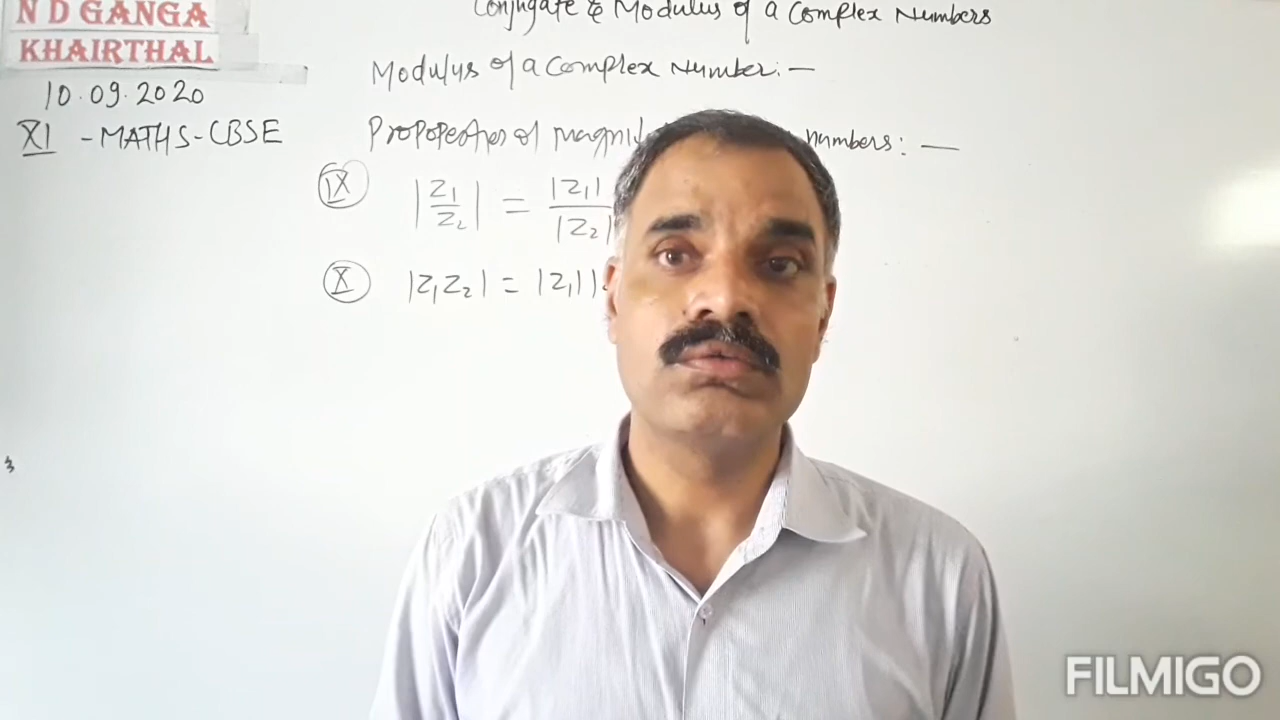 Conjugate & Modulus of a Complex Numbers
N D GANGA
KHAIRTHAL
Modulus of a Complex Number:-
10.09.2020
XI - MATHS - CBSE
Propoerties of magni numbers: —
IX |Z1/Z2| = |Z1|/|Z2|
X |Z1Z2| = |Z1||
FILMIGO